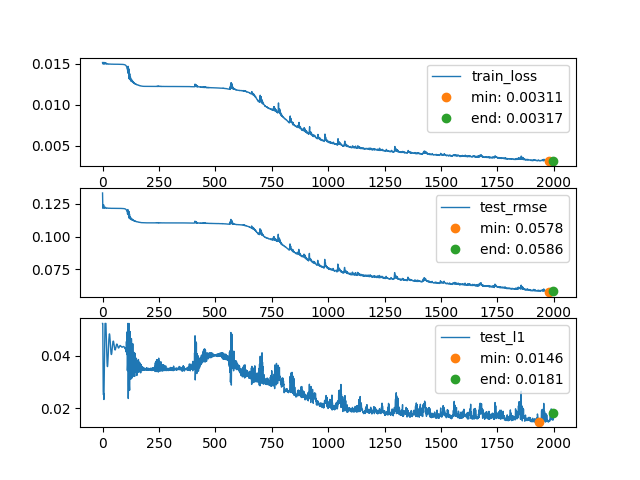 0.015
0.010
0.005
train_loss
min: 0.00311
end: 0.00317
0 250 500 750 1000 1250 1500 1750 2000
0.125
0.100
0.075
test_rmse
min: 0.0578
end: 0.0586
0 250 500 750 1000 1250 1500 1750 2000
0.04
0.02
test_l1
min: 0.0146
end: 0.0181
0 250 500 750 1000 1250 1500 1750 2000